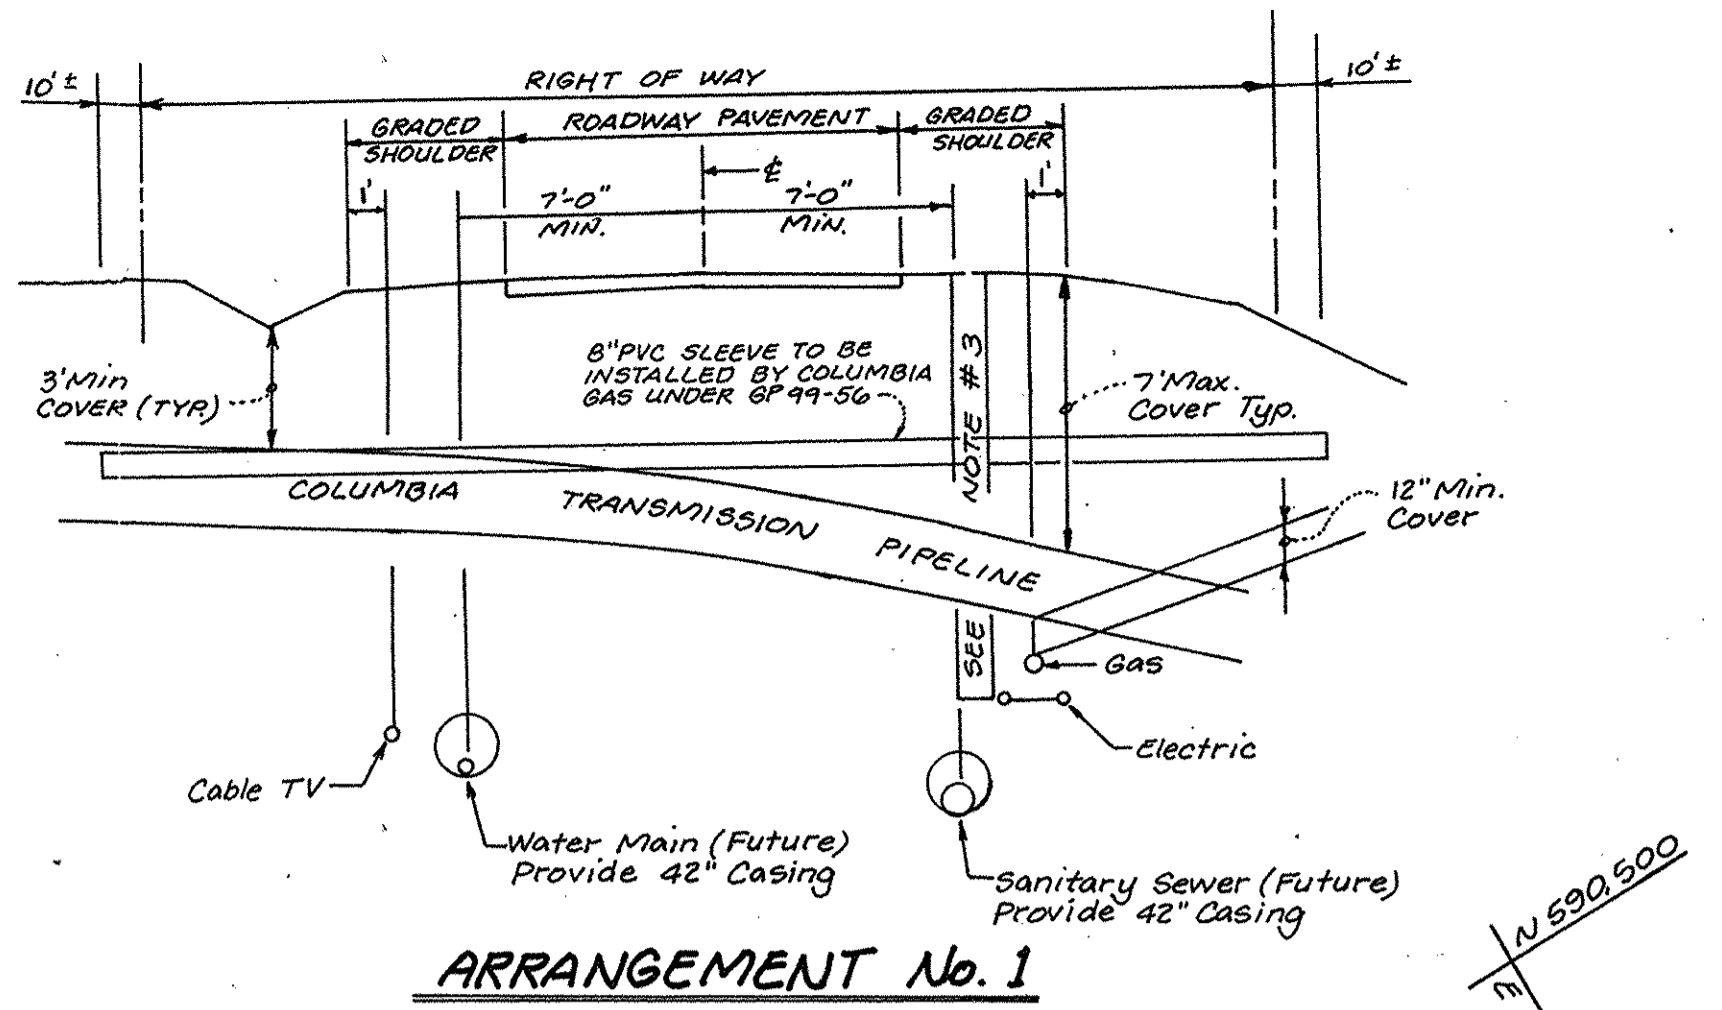 10' ±
RIGHT OF WAY
10' ±
GRADED
SHOULDER
ROADWAY PAVEMENT
GRADED
SHOULDER
℄
1'
7'-0"
MIN.
7'-0"
MIN.
1'
3' Min
COVER (TYP.)
8" PVC SLEEVE TO BE
INSTALLED BY COLUMBIA
GAS UNDER GP 99-56
SEE NOTE #3
7' Max.
Cover Typ.
COLUMBIA TRANSMISSION PIPELINE
12" Min.
Cover
Gas
Electric
Cable TV
Water Main (Future)
Provide 42" Casing
Sanitary Sewer (Future)
Provide 42" Casing
ARRANGEMENT No. 1
N 590,500